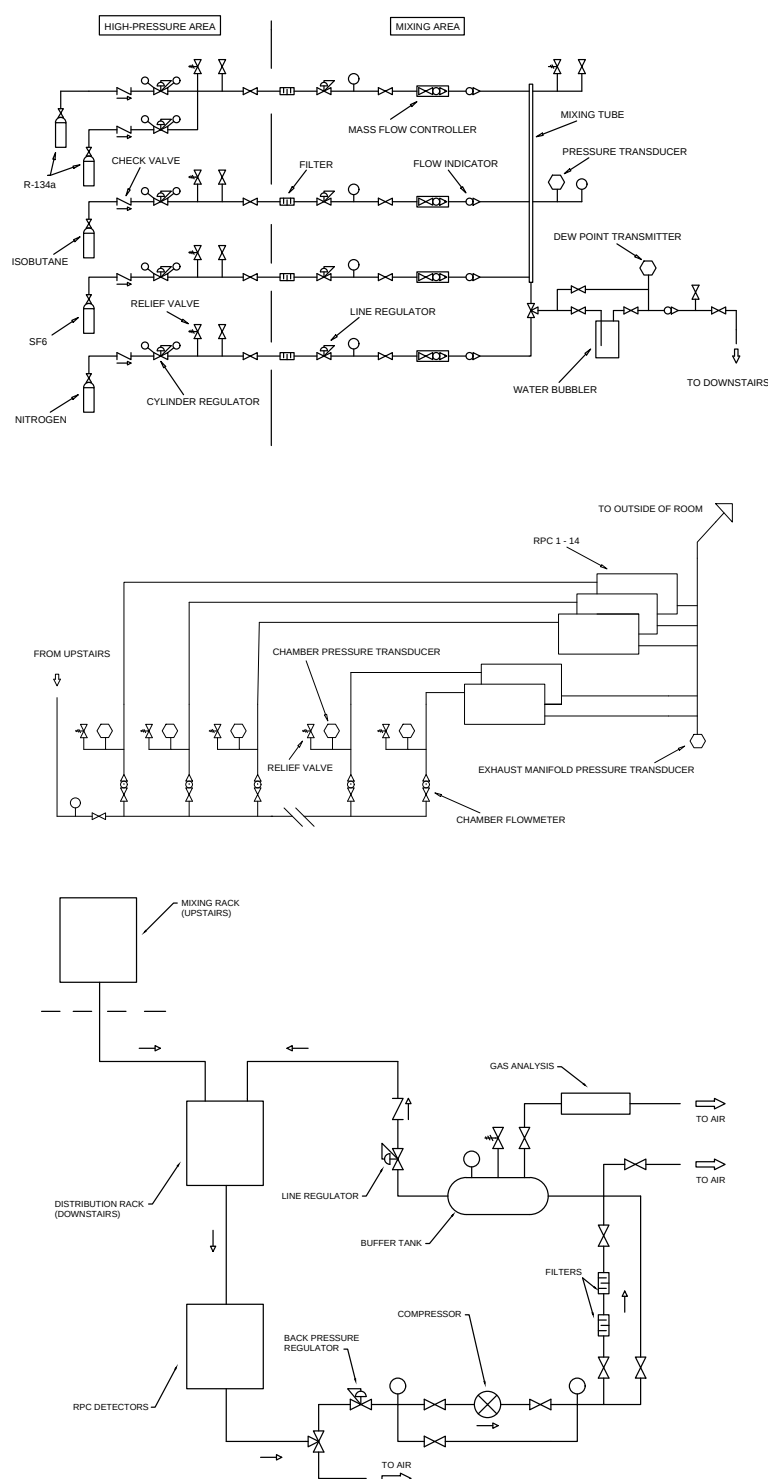 HIGH-PRESSURE AREA
MIXING AREA
MIXING TUBE
MASS FLOW CONTROLLER
PRESSURE TRANSDUCER
CHECK VALVE
FILTER
FLOW INDICATOR
R-134a
DEW POINT TRANSMITTER
ISOBUTANE
RELIEF VALVE
LINE REGULATOR
SF6
TO DOWNSTAIRS
WATER BUBBLER
CYLINDER REGULATOR
NITROGEN
TO OUTSIDE OF ROOM
RPC 1 - 14
FROM UPSTAIRS
CHAMBER PRESSURE TRANSDUCER
RELIEF VALVE
EXHAUST MANIFOLD PRESSURE TRANSDUCER
CHAMBER FLOWMETER
MIXING RACK
(UPSTAIRS)
GAS ANALYSIS
TO AIR
TO AIR
DISTRIBUTION RACK
(DOWNSTAIRS)
LINE REGULATOR
BUFFER TANK
FILTERS
COMPRESSOR
BACK PRESSURE
REGULATOR
RPC DETECTORS
TO AIR